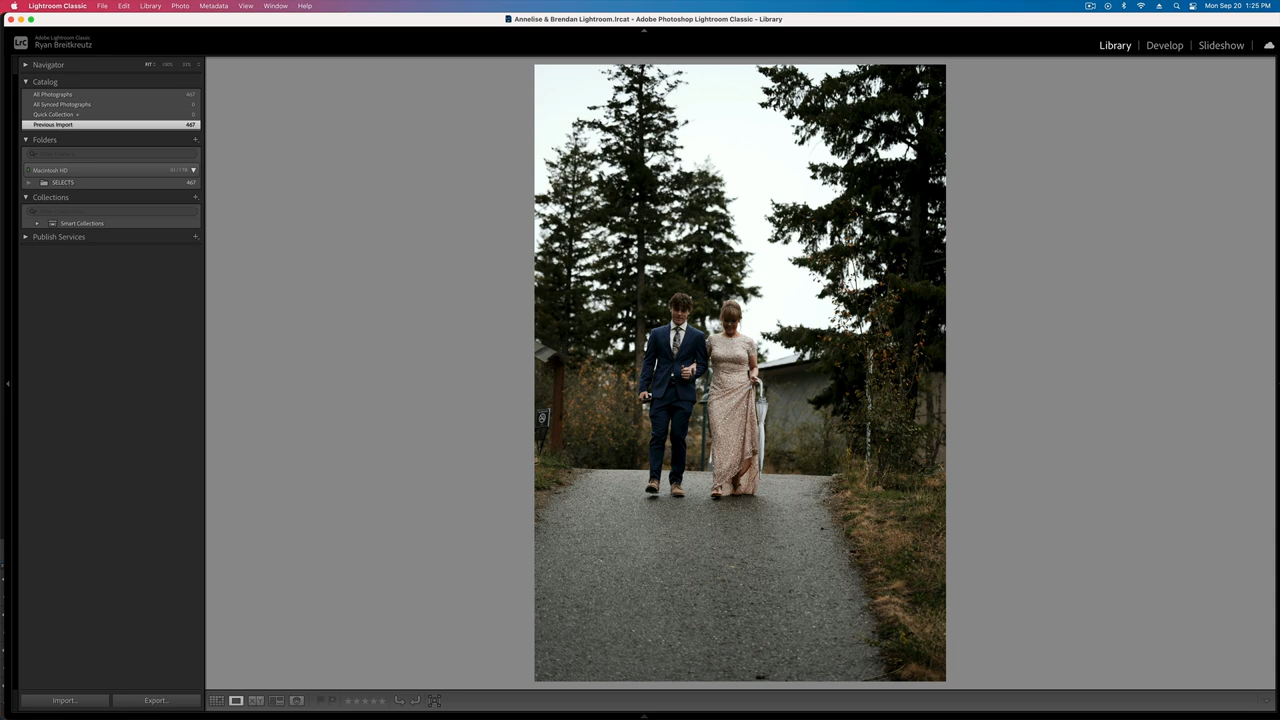 Lightroom Classic File Edit Library Photo Metadata View Window Help Mon Sep 20 1:25 PM
Annelise & Brendan Lightroom.lrcat - Adobe Photoshop Lightroom Classic - Library
LrC
Adobe Lightroom Classic
Ryan Breitkreutz
Library | Develop | Slideshow |
Navigator FIT
Catalog
All Photographs 467
All Synced Photographs 0
Quick Collection + 0
Previous Import 467
Folders +
Macintosh HD
SELECTS 467
Collections +
Smart Collections
Publish Services +
Import... Export...